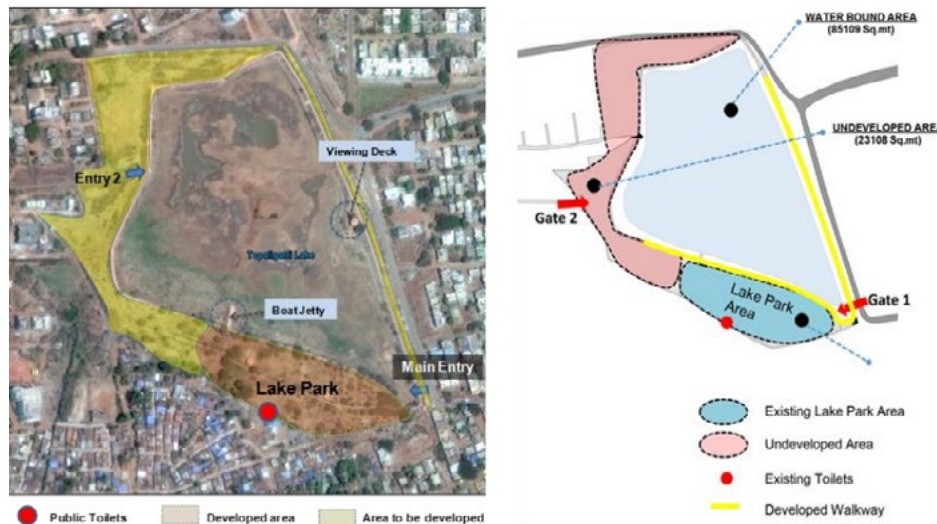 Viewing Deck
Entry 2
Boat Jetty
Main Entry
Lake Park
Public Toilets
Developed area
Area to be developed
WATER BOUND AREA
(85109 Sq.mt)
UNDEVELOPED AREA
(23108 Sq.mt)
Gate 2
Lake Park
Area
Gate 1
Existing Lake Park Area
Undeveloped Area
Existing Toilets
Developed Walkway